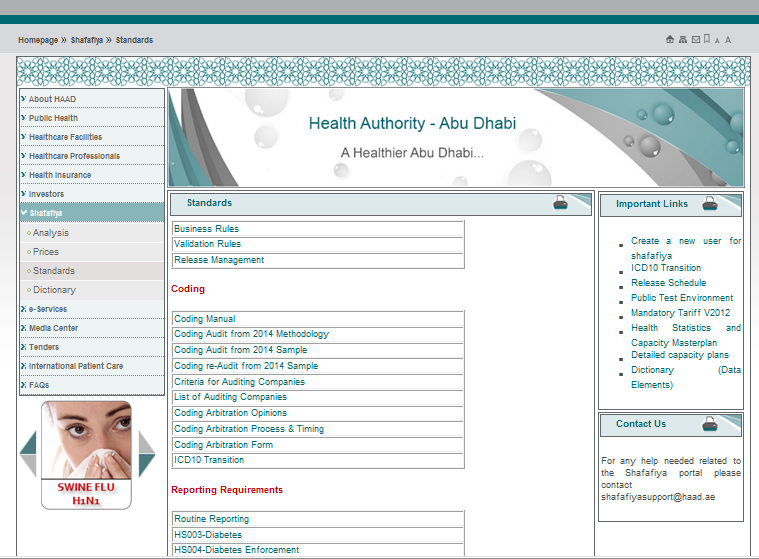 Homepage » Shafafiya » Standards
A A
About HAAD
Public Health
Healthcare Facilities
Healthcare Professionals
Health Insurance
Investors
Shafafiya
Analysis
Prices
Standards
Dictionary
e-Services
Media Center
Tenders
International Patient Care
FAQs
SWINE FLU
H1N1
Health Authority - Abu Dhabi
A Healthier Abu Dhabi...
Standards
Business Rules
Validation Rules
Release Management
Coding
Coding Manual
Coding Audit from 2014 Methodology
Coding Audit from 2014 Sample
Coding re-Audit from 2014 Sample
Criteria for Auditing Companies
List of Auditing Companies
Coding Arbitration Opinions
Coding Arbitration Process & Timing
Coding Arbitration Form
ICD10 Transition
Reporting Requirements
Routine Reporting
HS003-Diabetes
HS004-Diabetes Enforcement
Important Links
Create a new user for
shafafiya
ICD10 Transition
Release Schedule
Public Test Environment
Mandatory Tariff V2012
Health Statistics and
Capacity Masterplan
Detailed capacity plans
Dictionary (Data
Elements)
Contact Us
For any help needed related to
the Shafafiya portal please
contact
shafafiyasupport@haad.ae